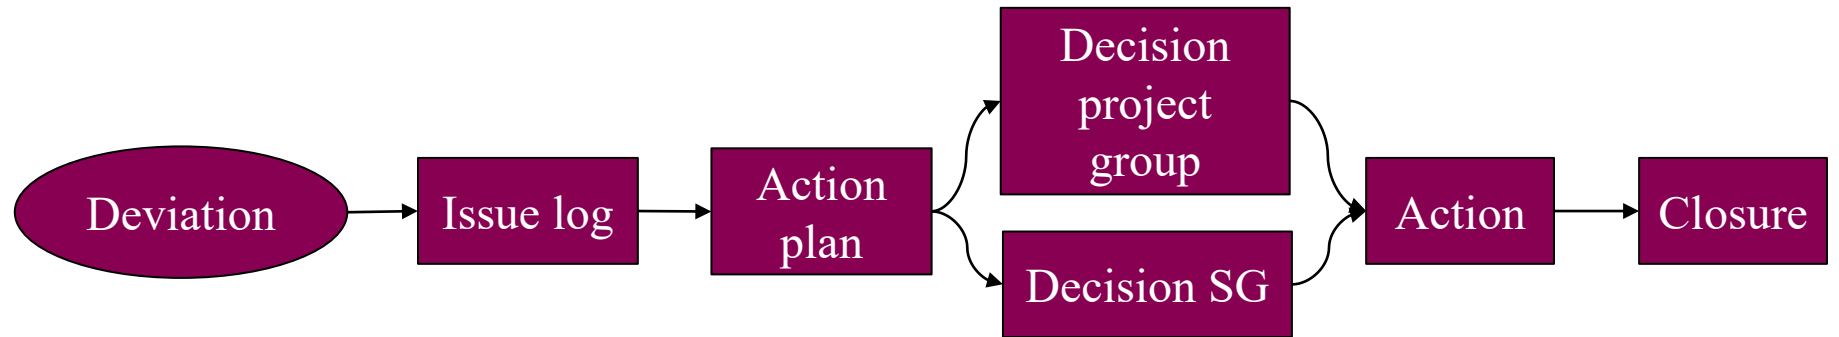 Deviation
Issue log
Action
plan
Decision
project
group
Decision SG
Action
Closure